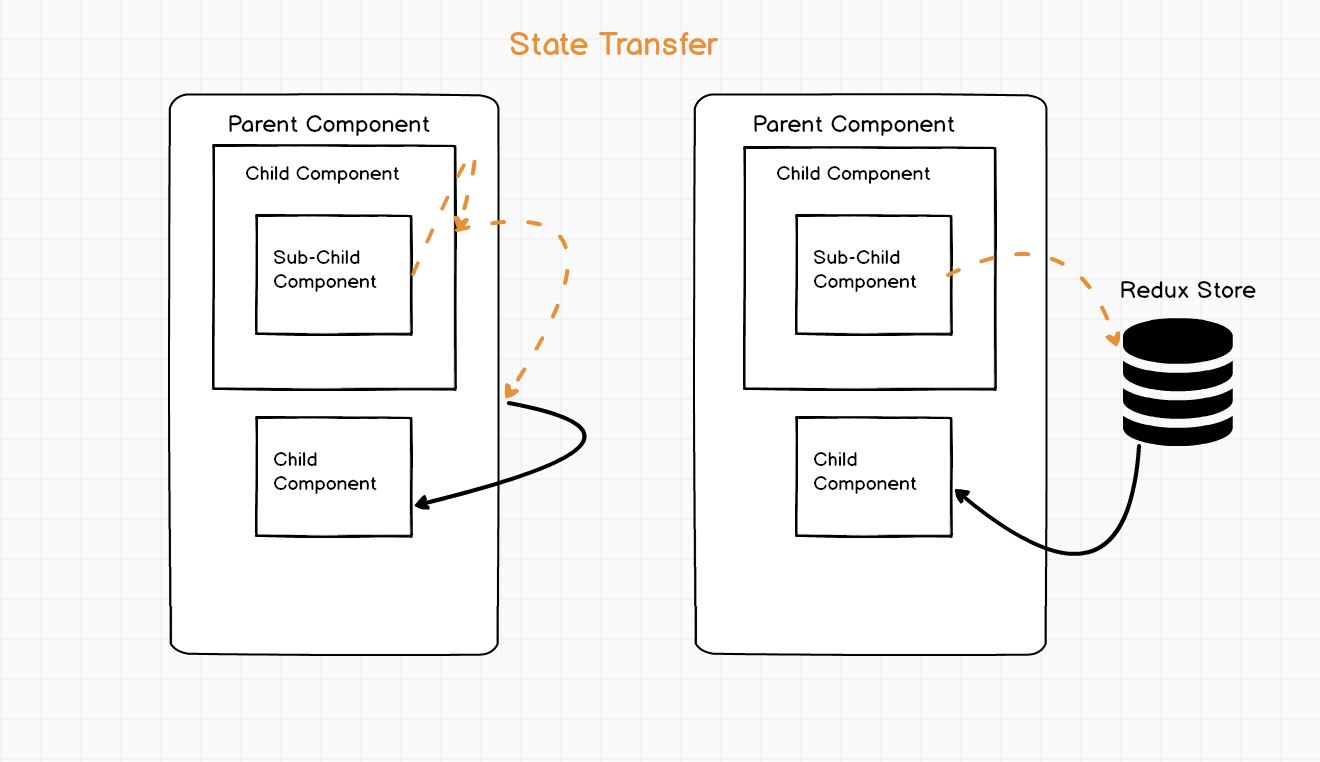 State Transfer
Parent Component
Child Component
Sub-Child
Component
Child
Component
Parent Component
Child Component
Sub-Child
Component
Child
Component
Redux Store